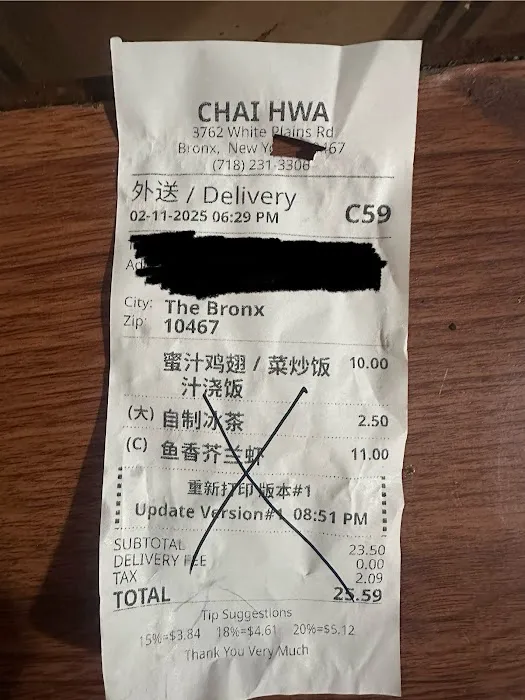 CHAI HWA
3762 White Plains Rd
Bronx, New Yo 467
(718) 231-3306
外送 / Delivery
02-11-2025 06:29 PM C59
City: The Bronx
Zip: 10467
蜜汁鸡翅 / 菜炒饭 10.00
汁浇饭
(大) 自制冰茶 2.50
(C) 鱼香芥兰虾 11.00
重新打印版本#1
Update Version#1 08:51 PM
SUBTOTAL 23.50
DELIVERY FEE 0.00
TAX 2.09
TOTAL 25.59
Tip Suggestions
15%=$3.84 18%=$4.61 20%=$5.12
Thank You Very Much